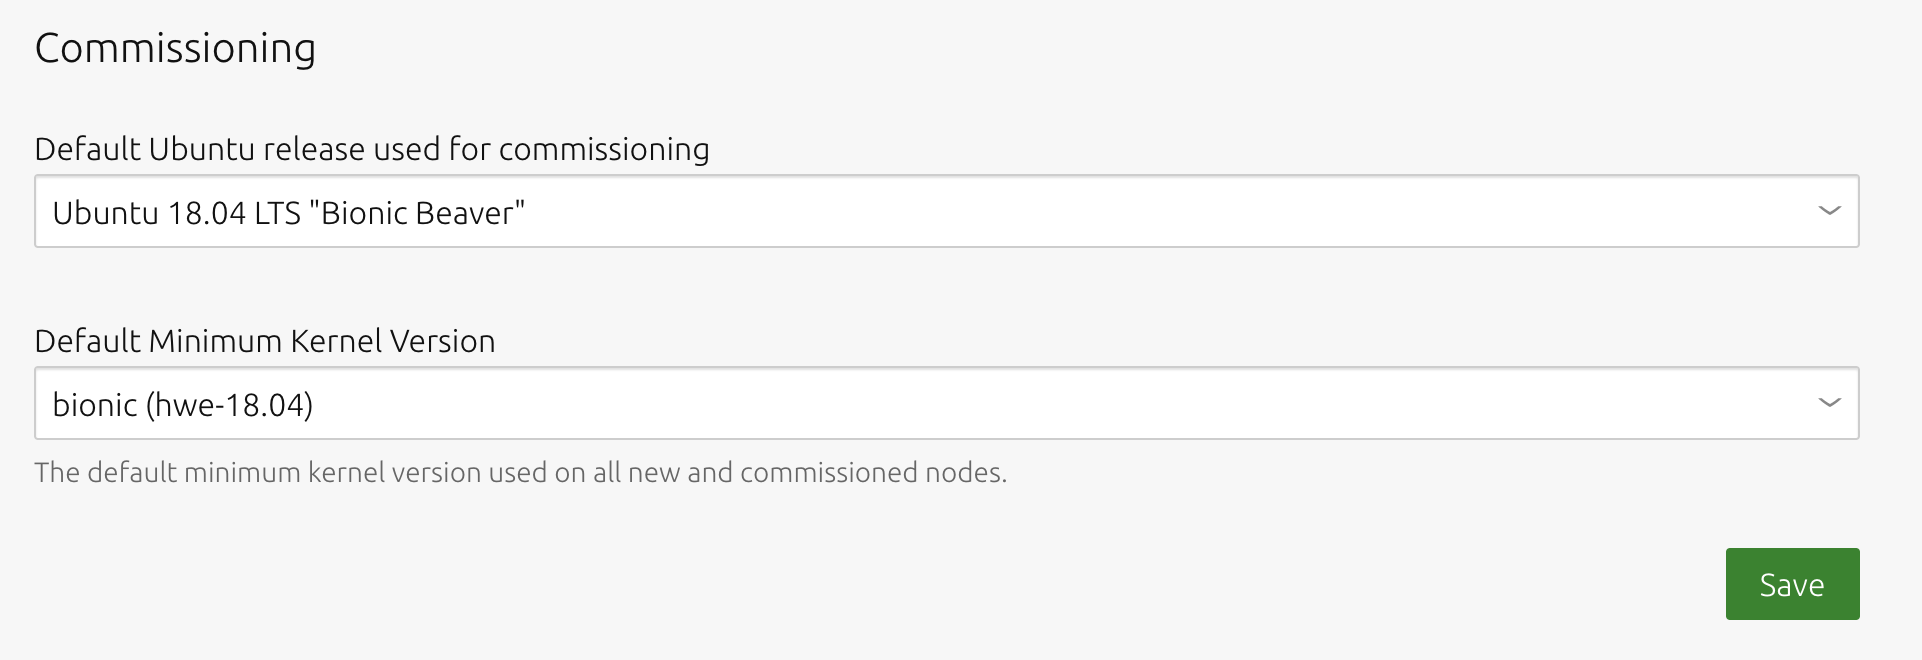 Commissioning
Default Ubuntu release used for commissioning
Ubuntu 18.04 LTS "Bionic Beaver"
Default Minimum Kernel Version
bionic (hwe-18.04)
The default minimum kernel version used on all new and commissioned nodes.
Save